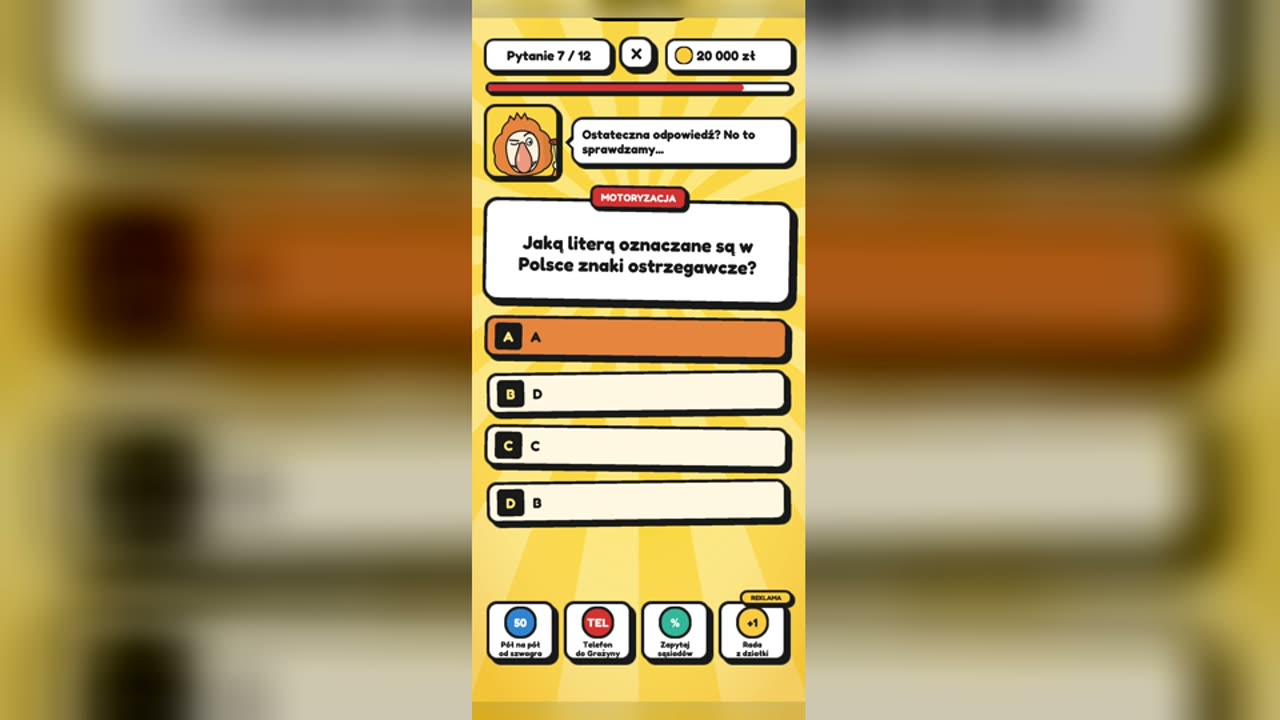 Pytanie 7 / 12
×
20 000 zł
Ostateczna odpowiedź? No to
sprawdzamy...
MOTORYZACJA
Jaką literą oznaczane są w
Polsce znaki ostrzegawcze?
A A
B D
C C
D B
REKLAMA
50
Pół na pół
od szwagra
TEL
Telefon
do Grażyny
%
Zapytaj
sąsiadów
+1
Rada
z działki